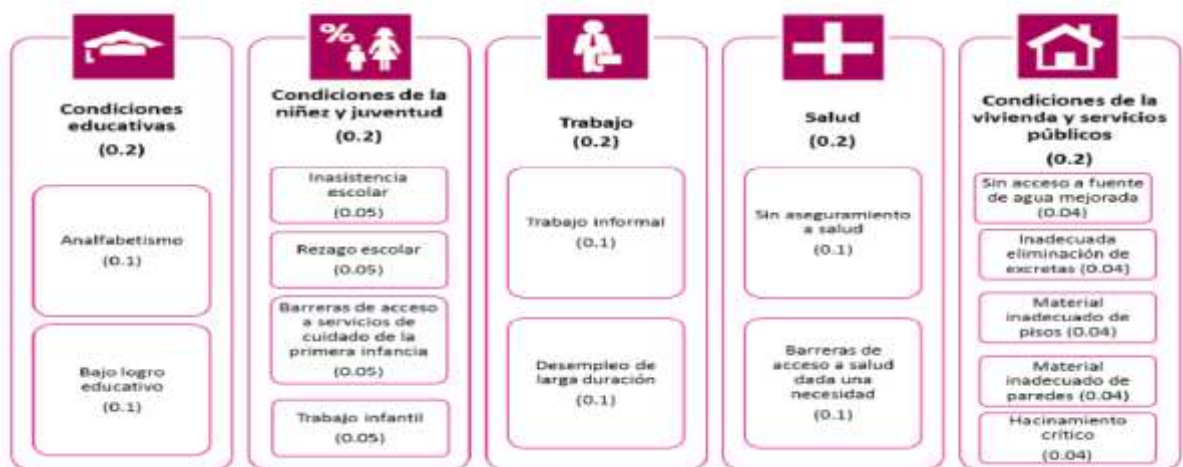 Condiciones
educativas
(0.2)
Analfabetismo
(0.1)
Bajo logro
educativo
(0.1)
%
Condiciones de la
niñez y juventud
(0.2)
Inasistencia
escolar
(0.05)
Rezago escolar
(0.05)
Barreras de acceso
a servicios de
cuidado de la
primera infancia
(0.05)
Trabajo infantil
(0.05)
Trabajo
(0.2)
Trabajo informal
(0.1)
Desempleo de
larga duración
(0.1)
Salud
(0.2)
Sin aseguramiento
a salud
(0.1)
Barreras de
acceso a salud
dada una
necesidad
(0.1)
Condiciones de la
vivienda y servicios
públicos
(0.2)
Sin acceso a fuente
de agua mejorada
(0.04)
Inadecuada
eliminación de
excretas (0.04)
Material
inadecuado de
pisos (0.04)
Material
inadecuado de
paredes (0.04)
Hacinamiento
crítico
(0.04)